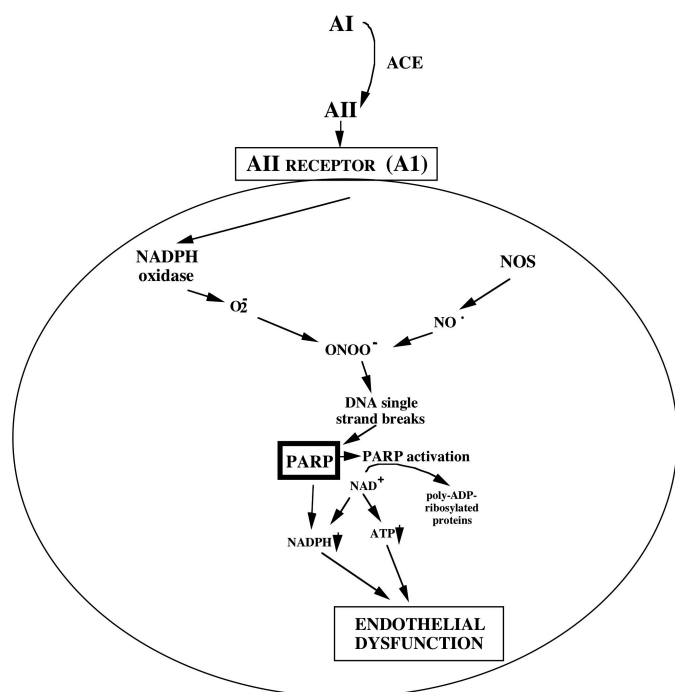 AI
ACE
AII
AII RECEPTOR (A1)
NADPH
oxidase
NOS
O2-
NO·
ONOO-
DNA single
strand breaks
PARP
PARP activation
NAD+
poly-ADP-
ribosylated
proteins
NADPH
ATP
ENDOTHELIAL
DYSFUNCTION